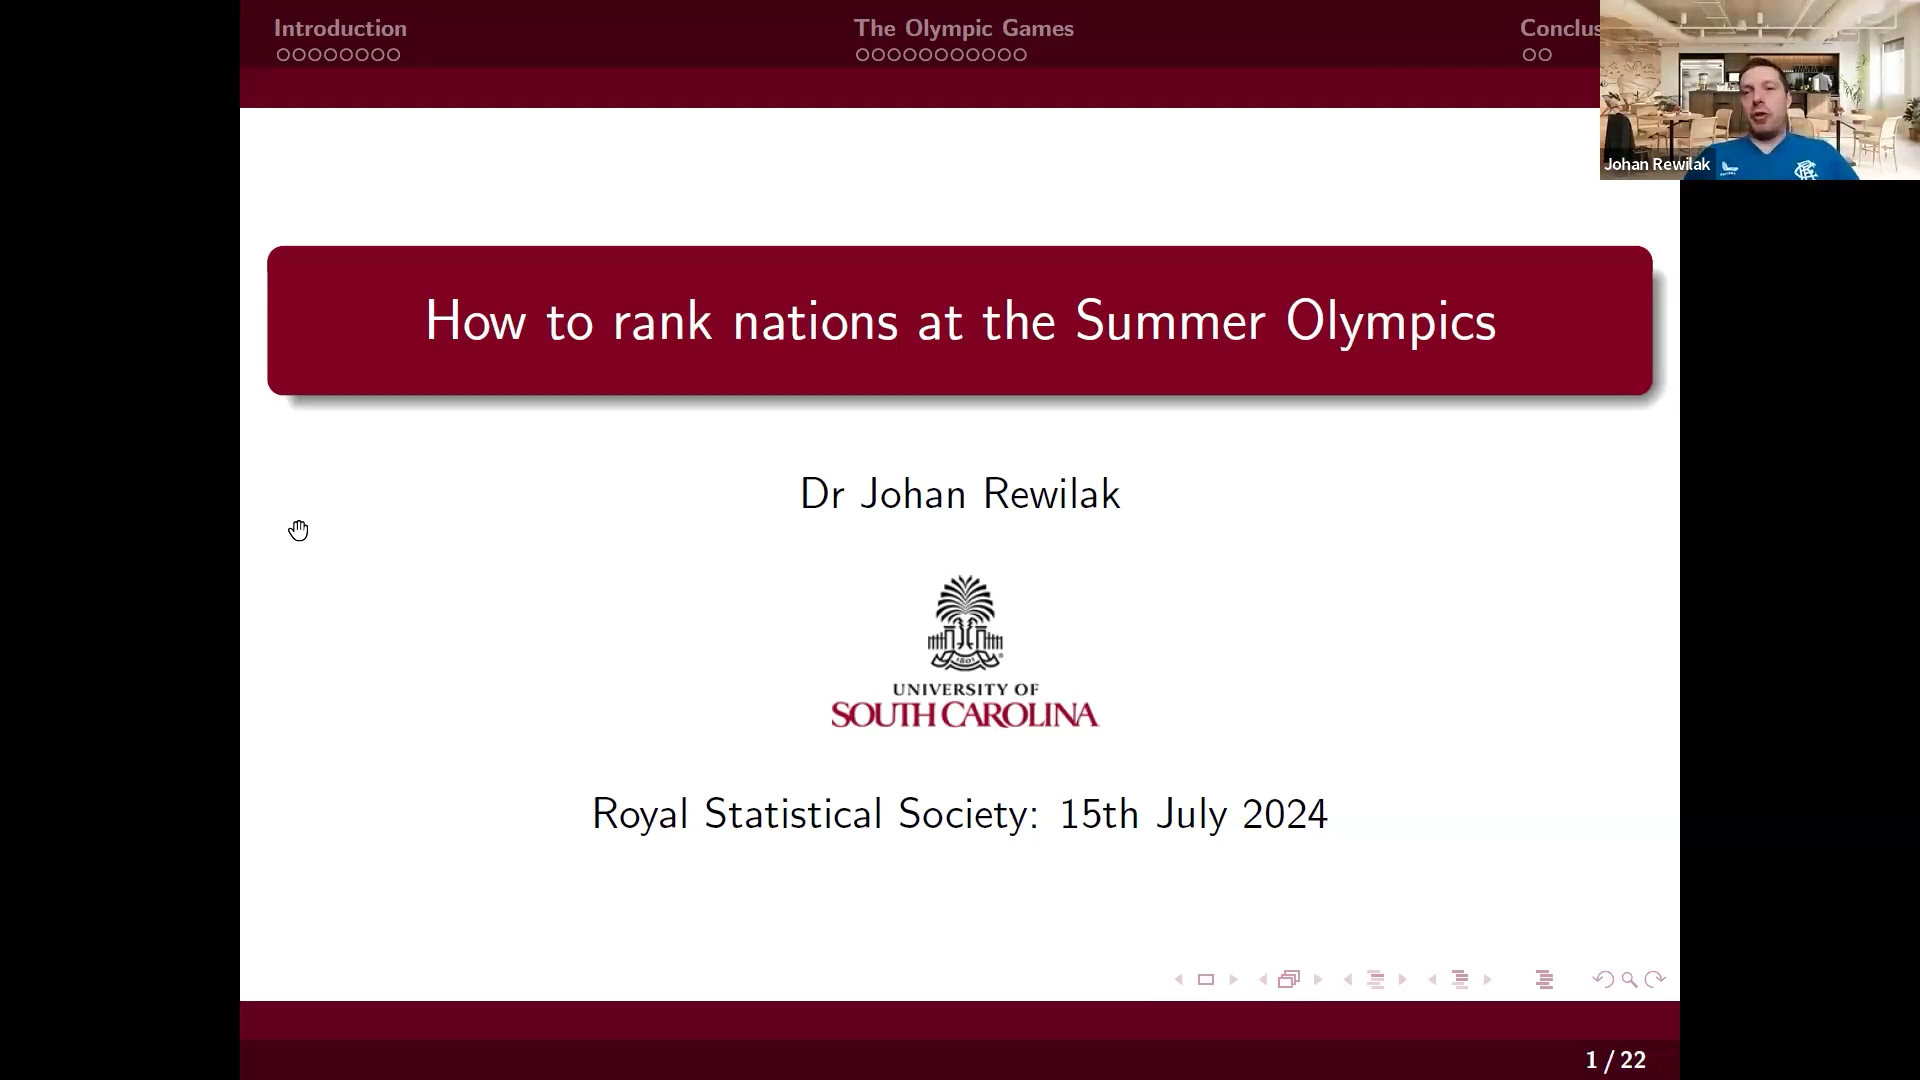 Introduction
The Olympic Games
Conclus
Johan Rewilak
How to rank nations at the Summer Olympics
Dr Johan Rewilak
1801
UNIVERSITY OF
SOUTH CAROLINA
Royal Statistical Society: 15th July 2024
1 / 22